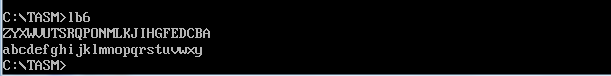 C:\TASM>lb6
ZYXWVUTSRQPONMLKJIHGFEDCBA
abcdefghijklmnopqrstuvwxy
C:\TASM>